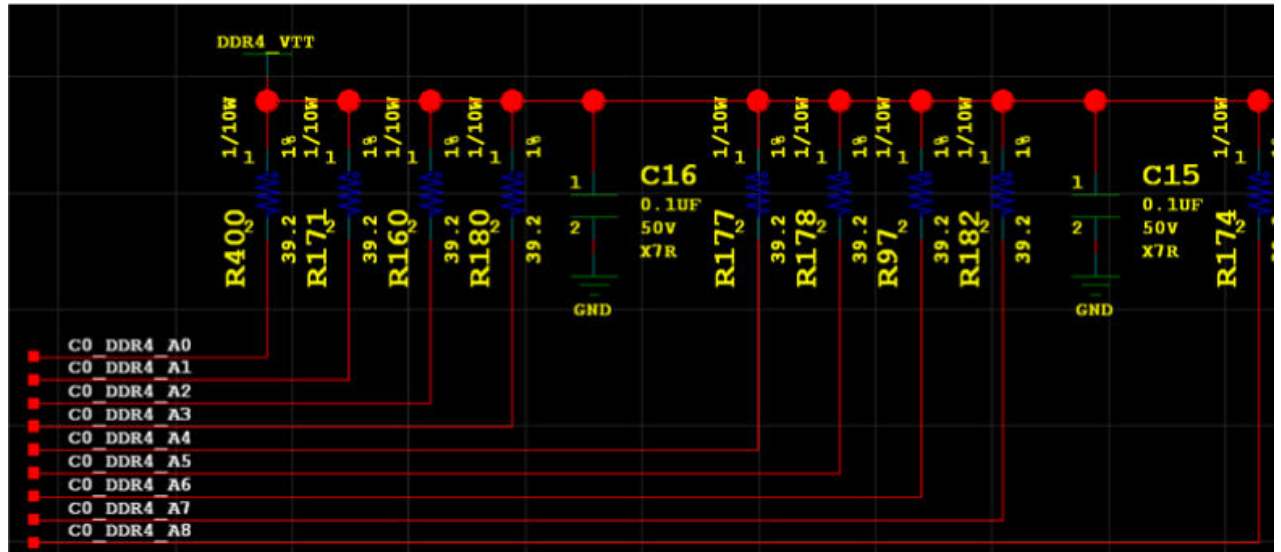 DDR4_VTT
1/10W
1
1%
2
39.2
R400
1/10W
1
1%
2
39.2
R171
1/10W
1
1%
2
39.2
R160
1/10W
1
1%
2
39.2
R180
1
2
C16
0.1UF
50V
X7R
GND
1/10W
1
1%
2
39.2
R177
1/10W
1
1%
2
39.2
R178
1/10W
1
1%
2
39.2
R97
1/10W
1
1%
2
39.2
R182
1
2
C15
0.1UF
50V
X7R
GND
1/10W
1
2
R174
C0_DDR4_A0
C0_DDR4_A1
C0_DDR4_A2
C0_DDR4_A3
C0_DDR4_A4
C0_DDR4_A5
C0_DDR4_A6
C0_DDR4_A7
C0_DDR4_A8